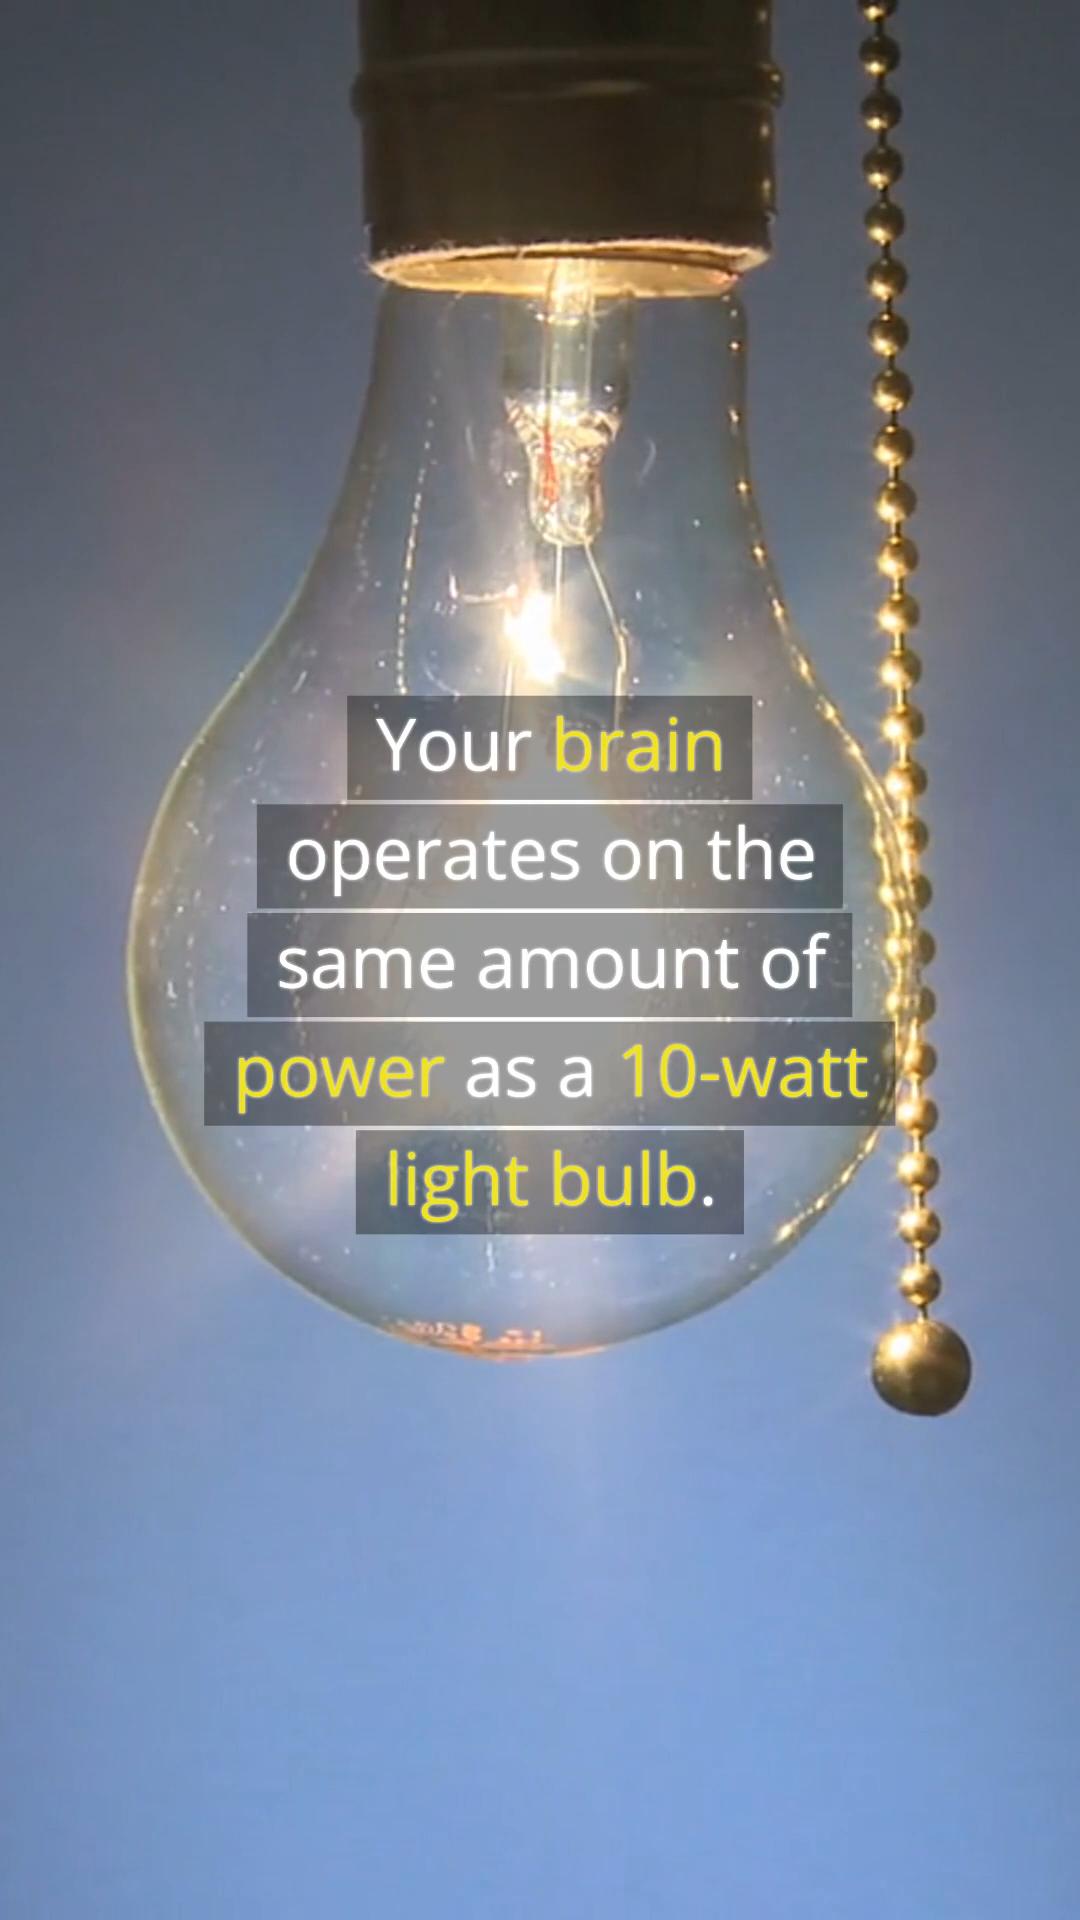 Your brain
operates on the
same amount of
power as a 10-watt
light bulb.